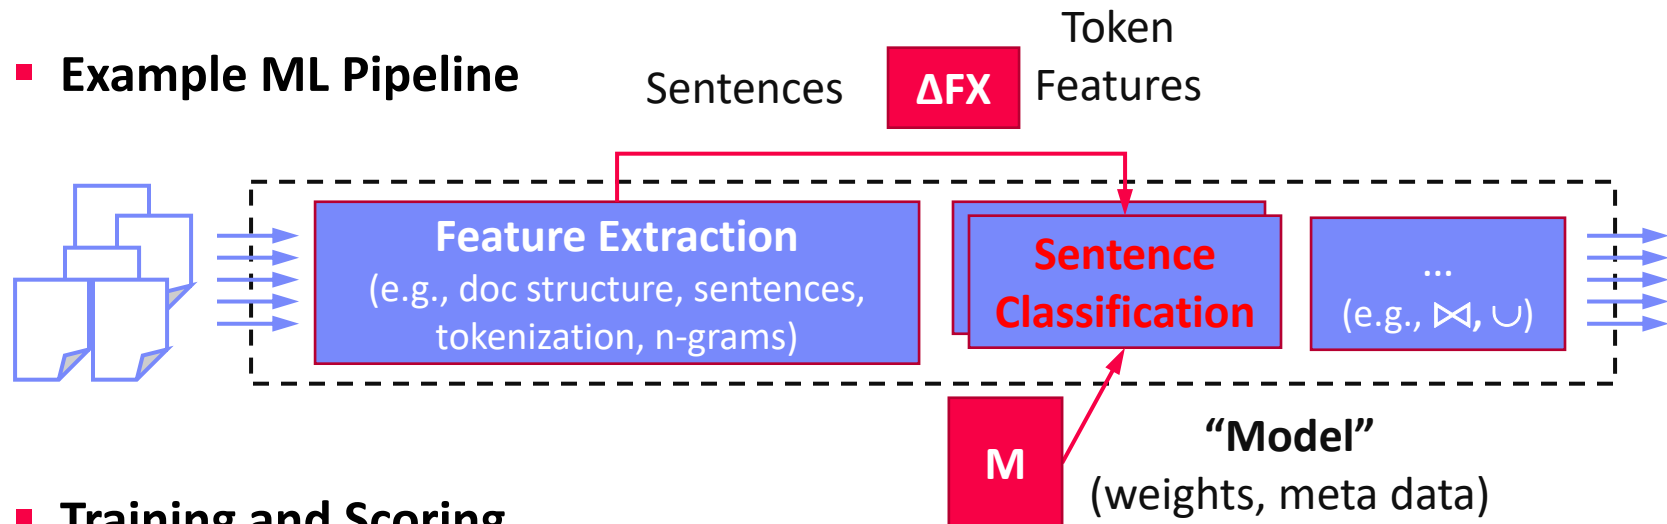 Example ML Pipeline
Sentences
ΔFX
Token
Features
Feature Extraction
(e.g., doc structure, sentences,
tokenization, n-grams)
Sentence
Classification
...
(e.g., ⋈, ∪)
M
“Model”
(weights, meta data)
Training and Scoring